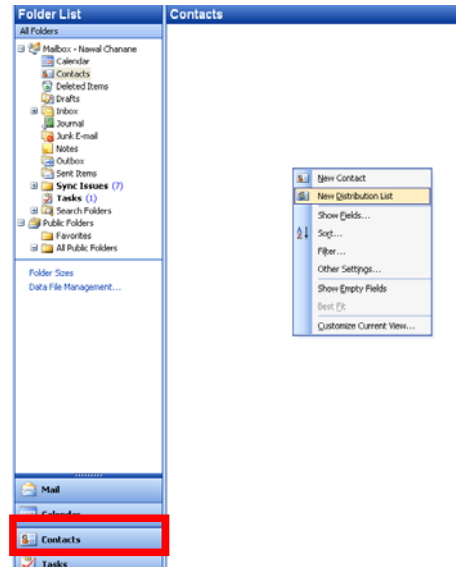 Folder List
Contacts
All Folders
Mailbox - Nawal Chanane
Calendar
Contacts
Deleted Items
Drafts
Inbox
Journal
Junk E-mail
Notes
Outbox
Sent Items
Sync Issues (7)
Tasks (1)
Search Folders
Public Folders
Favorites
All Public Folders
Folder Sizes
Data File Management...
New Contact
New Distribution List
Show Fields...
Sort...
Filter...
Other Settings...
Show Empty Fields
Best Fit
Customize Current View...
Mail
Calendar
Contacts
Tasks